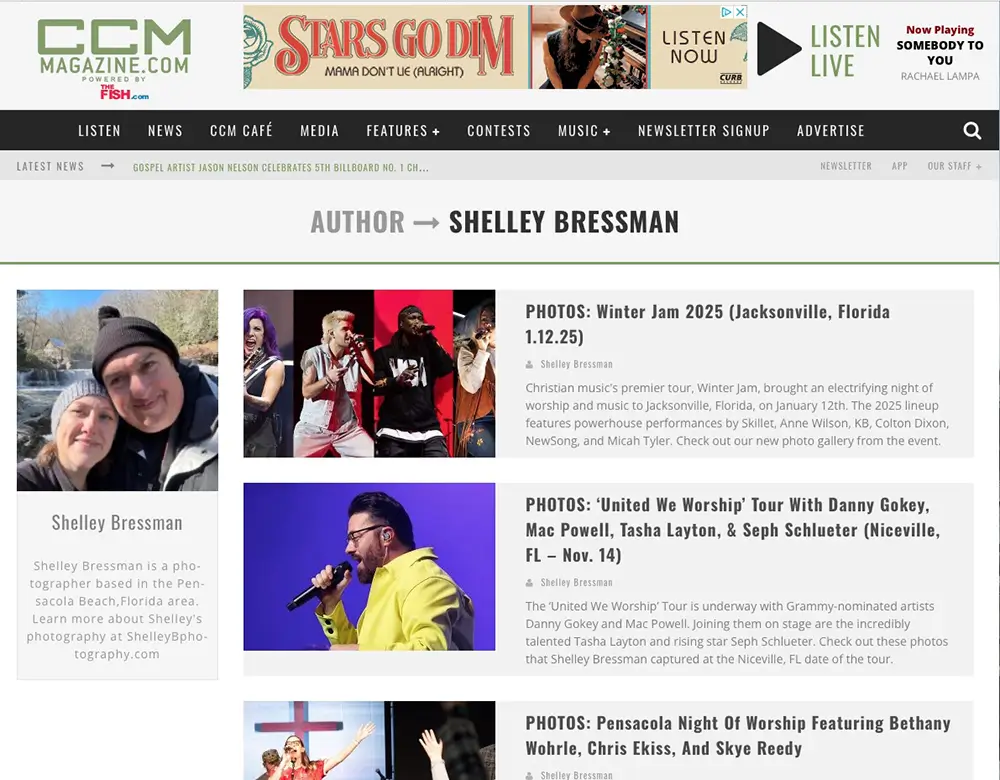 CCM
MAGAZINE.COM
POWERED BY
THE FISH.com
STARS GO DIM
MAMA DON'T LIE (ALRIGHT)
LISTEN
NOW
CURB
LISTEN
LIVE
Now Playing
SOMEBODY TO
YOU
RACHAEL LAMPA
LISTEN NEWS CCM CAFÉ MEDIA FEATURES + CONTESTS MUSIC + NEWSLETTER SIGNUP ADVERTISE
LATEST NEWS → GOSPEL ARTIST JASON NELSON CELEBRATES 5TH BILLBOARD NO. 1 CH... NEWSLETTER APP OUR STAFF +
AUTHOR → SHELLEY BRESSMAN
Shelley Bressman
Shelley Bressman is a pho-
tographer based in the Pen-
sacola Beach,Florida area.
Learn more about Shelley's
photography at ShelleyBpho-
tography.com
PHOTOS: Winter Jam 2025 (Jacksonville, Florida
1.12.25)
Shelley Bressman
Christian music's premier tour, Winter Jam, brought an electrifying night of
worship and music to Jacksonville, Florida, on January 12th. The 2025 lineup
features powerhouse performances by Skillet, Anne Wilson, KB, Colton Dixon,
NewSong, and Micah Tyler. Check out our new photo gallery from the event.
PHOTOS: ‘United We Worship’ Tour With Danny Gokey,
Mac Powell, Tasha Layton, & Seph Schlueter (Niceville,
FL – Nov. 14)
Shelley Bressman
The ‘United We Worship’ Tour is underway with Grammy-nominated artists
Danny Gokey and Mac Powell. Joining them on stage are the incredibly
talented Tasha Layton and rising star Seph Schlueter. Check out these photos
that Shelley Bressman captured at the Niceville, FL date of the tour.
PHOTOS: Pensacola Night Of Worship Featuring Bethany
Wohrle, Chris Ekiss, And Skye Reedy
Shelley Bressman